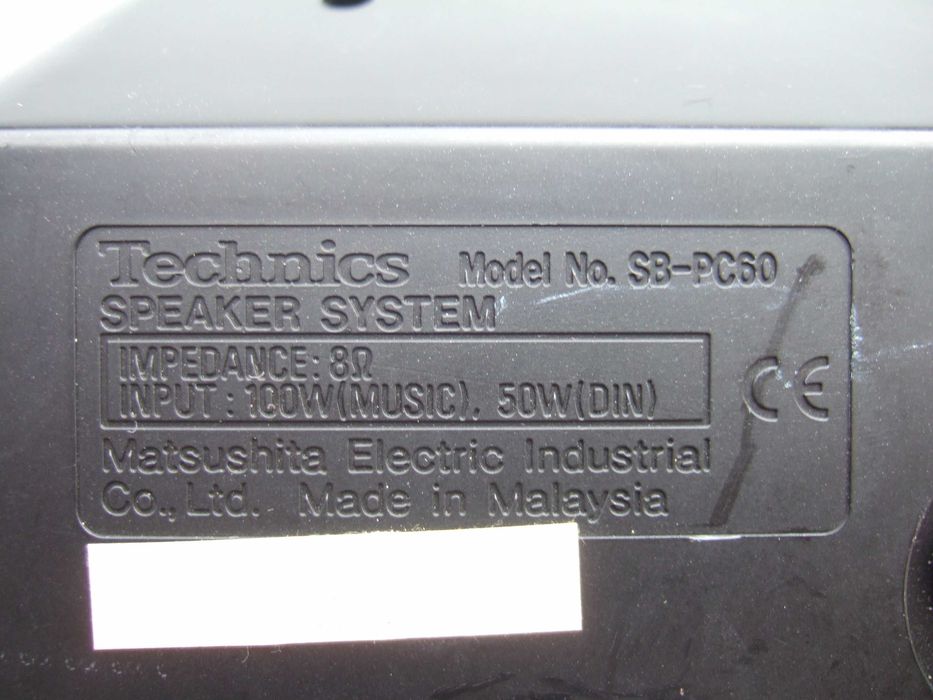 Technics Model No. SB-PC60
SPEAKER SYSTEM
IMPEDANCE: 8Ω
INPUT : 100W(MUSIC). 50W(DIN)
CE
Matsushita Electric Industrial
Co., Ltd. Made in Malaysia